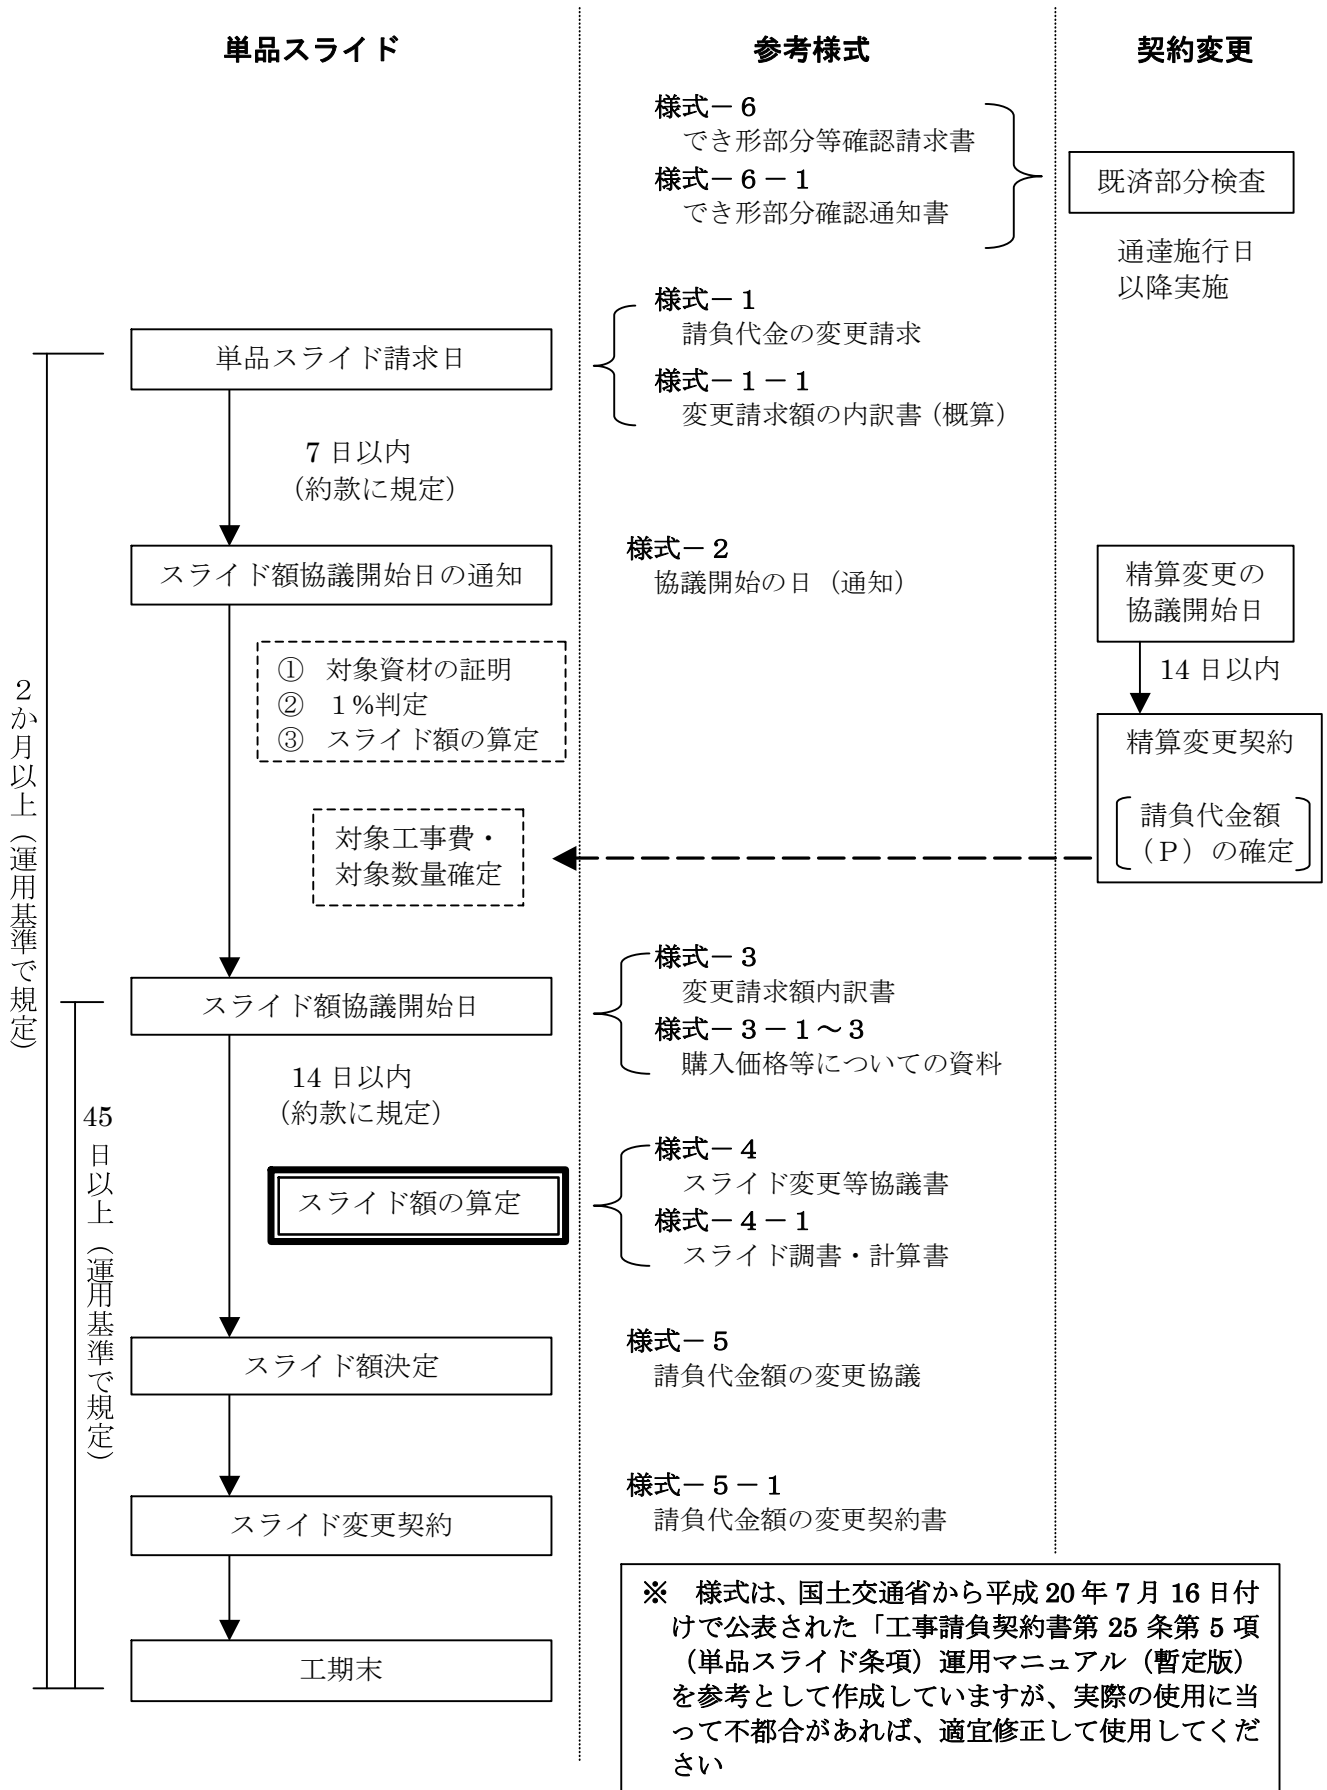 単品スライド
参考様式
契約変更
様式－６
でき形部分等確認請求書
様式－６－１
でき形部分確認通知書
既済部分検査
通達施行日
以降実施
様式－１
請負代金の変更請求
様式－１－１
変更請求額の内訳書（概算）
単品スライド請求日
7 日以内
（約款に規定）
スライド額協議開始日の通知
様式－２
協議開始の日（通知）
精算変更の
協議開始日
14 日以内
① 対象資材の証明
② １%判定
③ スライド額の算定
精算変更契約
請負代金額
（Ｐ）の確定
対象工事費・
対象数量確定
２か月以上（運用基準で規定）
スライド額協議開始日
様式－３
変更請求額内訳書
様式－３－１～３
購入価格等についての資料
14 日以内
（約款に規定）
45
日以上（運用基準で規定）
スライド額の算定
様式－４
スライド変更等協議書
様式－４－１
スライド調書・計算書
スライド額決定
様式－５
請負代金額の変更協議
スライド変更契約
様式－５－１
請負代金額の変更契約書
工期末
※ 様式は、国土交通省から平成 20 年 7 月 16 日付
けで公表された「工事請負契約書第 25 条第 5 項
（単品スライド条項）運用マニュアル（暫定版）
を参考として作成していますが、実際の使用に当
って不都合があれば、適宜修正して使用してくだ
さい